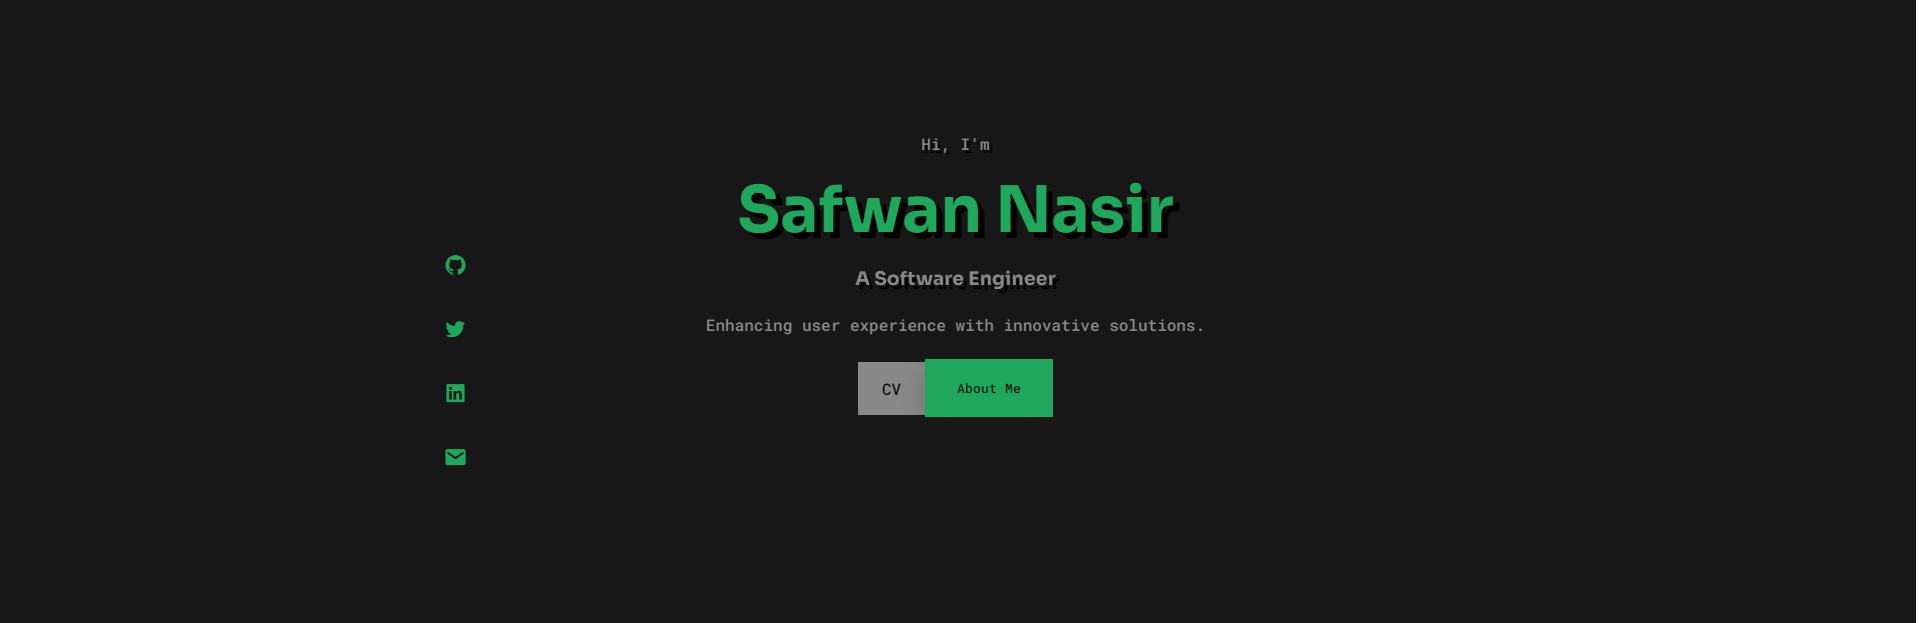 Hi, I'm
Safwan Nasir
A Software Engineer
Enhancing user experience with innovative solutions.
CV
About Me